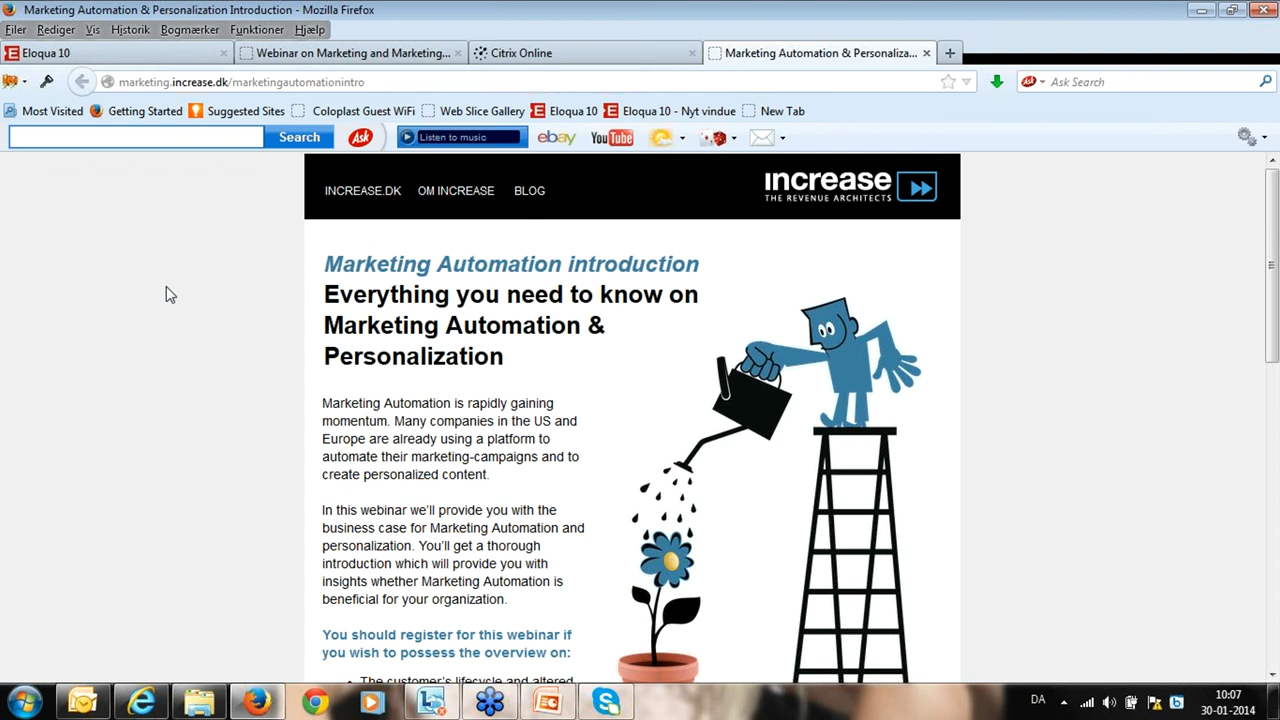 Marketing Automation & Personalization Introduction - Mozilla Firefox
Filer Rediger Vis Historik Bogmærker Funktioner Hjælp
Eloqua 10 Webinar on Marketing and Marketing... Citrix Online Marketing Automation & Personaliza...
marketing.increase.dk/marketingautomationintro Ask Ask Search
Most Visited Getting Started Suggested Sites Coloplast Guest WiFi Web Slice Gallery Eloqua 10 Eloqua 10 - Nyt vindue New Tab
Search Ask Listen to music ebay YouTube
INCREASE.DK OM INCREASE BLOG
increase
THE REVENUE ARCHITECTS
Marketing Automation introduction
Everything you need to know on
Marketing Automation &
Personalization
Marketing Automation is rapidly gaining
momentum. Many companies in the US and
Europe are already using a platform to
automate their marketing-campaigns and to
create personalized content.
In this webinar we'll provide you with the
business case for Marketing Automation and
personalization. You'll get a thorough
introduction which will provide you with
insights whether Marketing Automation is
beneficial for your organization.
You should register for this webinar if
you wish to possess the overview on:
The customer's lifecycle and altered
DA 10:07
30-01-2014